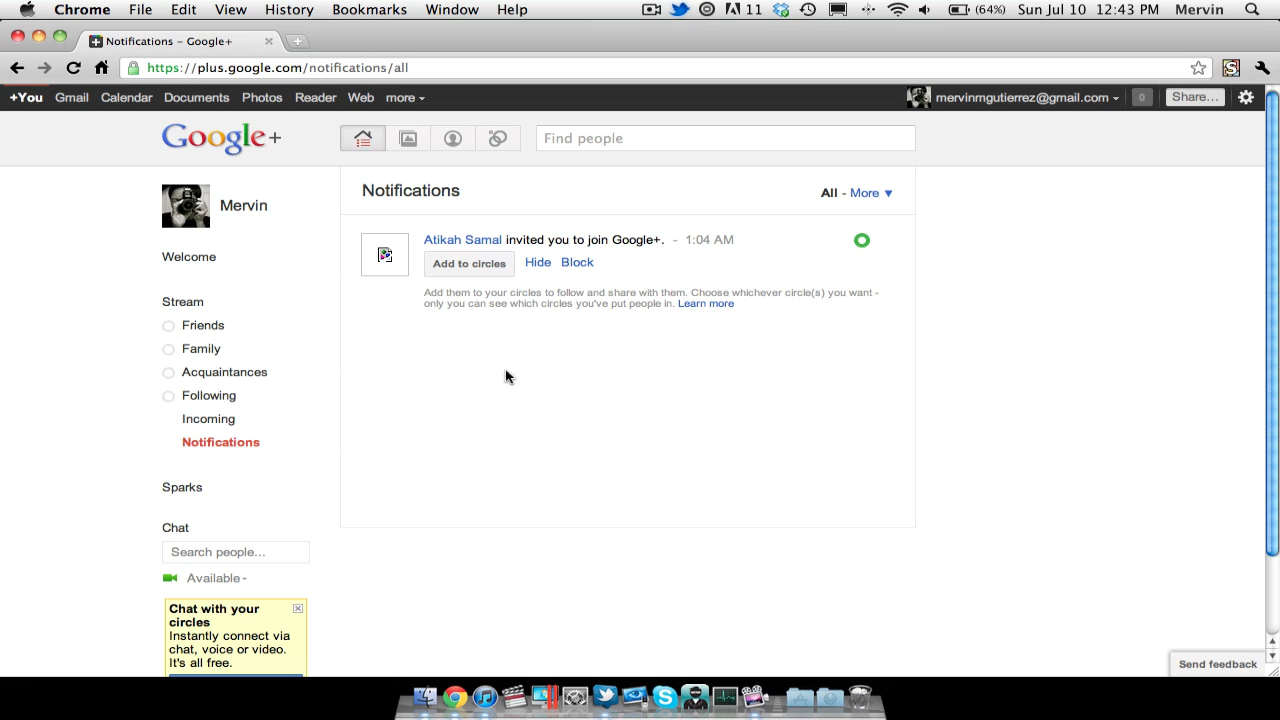 Chrome File Edit View History Bookmarks Window Help 11 (64%) Sun Jul 10 12:43 PM Mervin
Notifications – Google+
https://plus.google.com/notifications/all
+You Gmail Calendar Documents Photos Reader Web more mervinmgutierrez@gmail.com 0 Share...
Google+ Find people
Mervin
Notifications All - More
Atikah Samal invited you to join Google+. - 1:04 AM
Add to circles Hide Block
Add them to your circles to follow and share with them. Choose whichever circle(s) you want -
only you can see which circles you've put people in. Learn more
Welcome
Stream
Friends
Family
Acquaintances
Following
Incoming
Notifications
Sparks
Chat
Search people...
Available
Chat with your
circles
Instantly connect via
chat, voice or video.
It's all free.
Send feedback